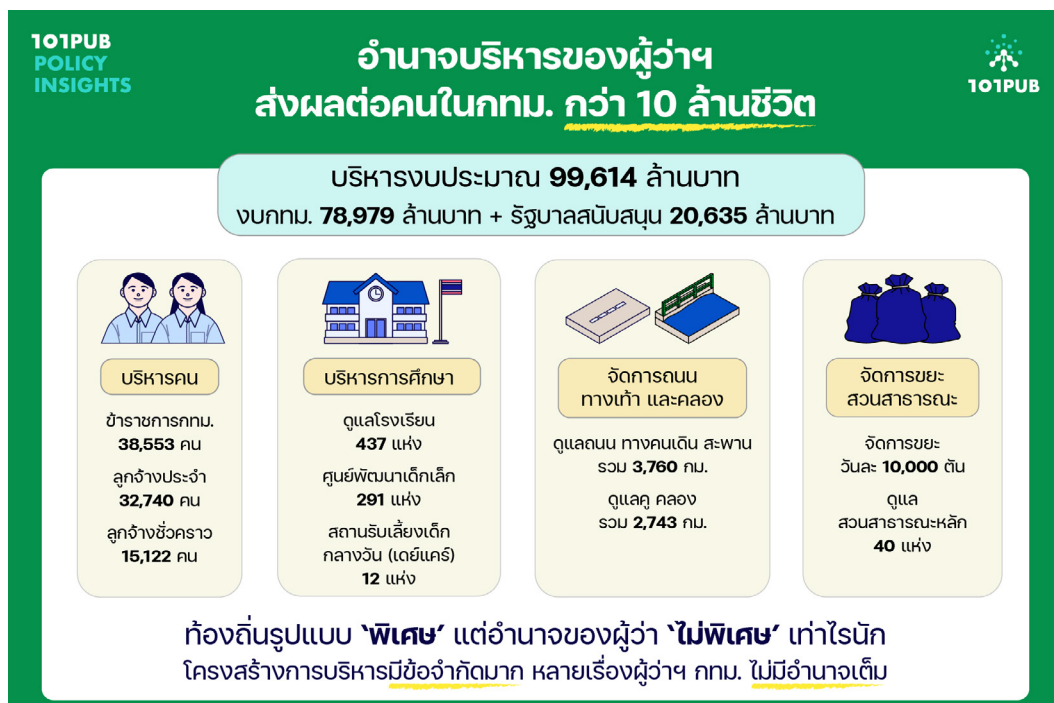 101PUB
POLICY
INSIGHTS
อำนาจบริหารของผู้ว่าฯ
ส่งผลต่อคนในกทม. กว่า 10 ล้านชีวิต
101PUB
บริหารงบประมาณ 99,614 ล้านบาท
งบกทม. 78,979 ล้านบาท + รัฐบาลสนับสนุน 20,635 ล้านบาท
บริหารคน
ข้าราชการกทม.
38,553 คน
ลูกจ้างประจำ
32,740 คน
ลูกจ้างชั่วคราว
15,122 คน
บริหารการศึกษา
ดูแลโรงเรียน
437 แห่ง
ศูนย์พัฒนาเด็กเล็ก
291 แห่ง
สถานรับเลี้ยงเด็ก
กลางวัน (เดย์แคร์)
12 แห่ง
จัดการถนน
ทางเท้า และคลอง
ดูแลถนน ทางคนเดิน สะพาน
รวม 3,760 กม.
ดูแลคู คลอง
รวม 2,743 กม.
จัดการขยะ
สวนสาธารณะ
จัดการขยะ
วันละ 10,000 ตัน
ดูแล
สวนสาธารณะหลัก
40 แห่ง
ท้องถิ่นรูปแบบ ‘พิเศษ’ แต่อำนาจของผู้ว่า ‘ไม่พิเศษ’ เท่าไรนัก
โครงสร้างการบริหารมีข้อจำกัดมาก หลายเรื่องผู้ว่าฯ กทม. ไม่มีอำนาจเต็ม